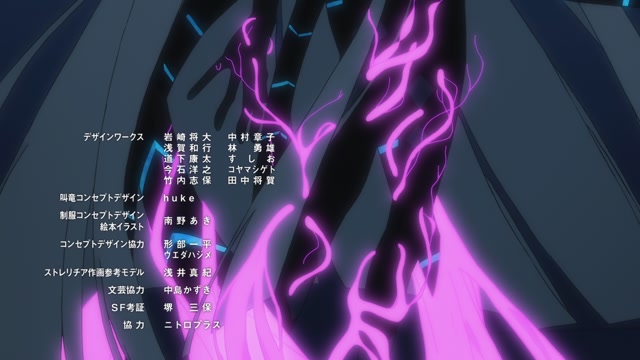 デザインワークス 岩崎将大 中村章子
浅賀和行 林 勇雄
道下康太 すしお
今石洋之 コヤマシゲト
竹内志保 田中将賀
叫竜コンセプトデザイン huke
制服コンセプトデザイン
絵本イラスト 南野あき
コンセプトデザイン協力 形部一平
ウエダハジメ
ストレリチア作画参考モデル 浅井真紀
文芸協力 中島かずき
SF考証 堺 三保
協力 ニトロプラス